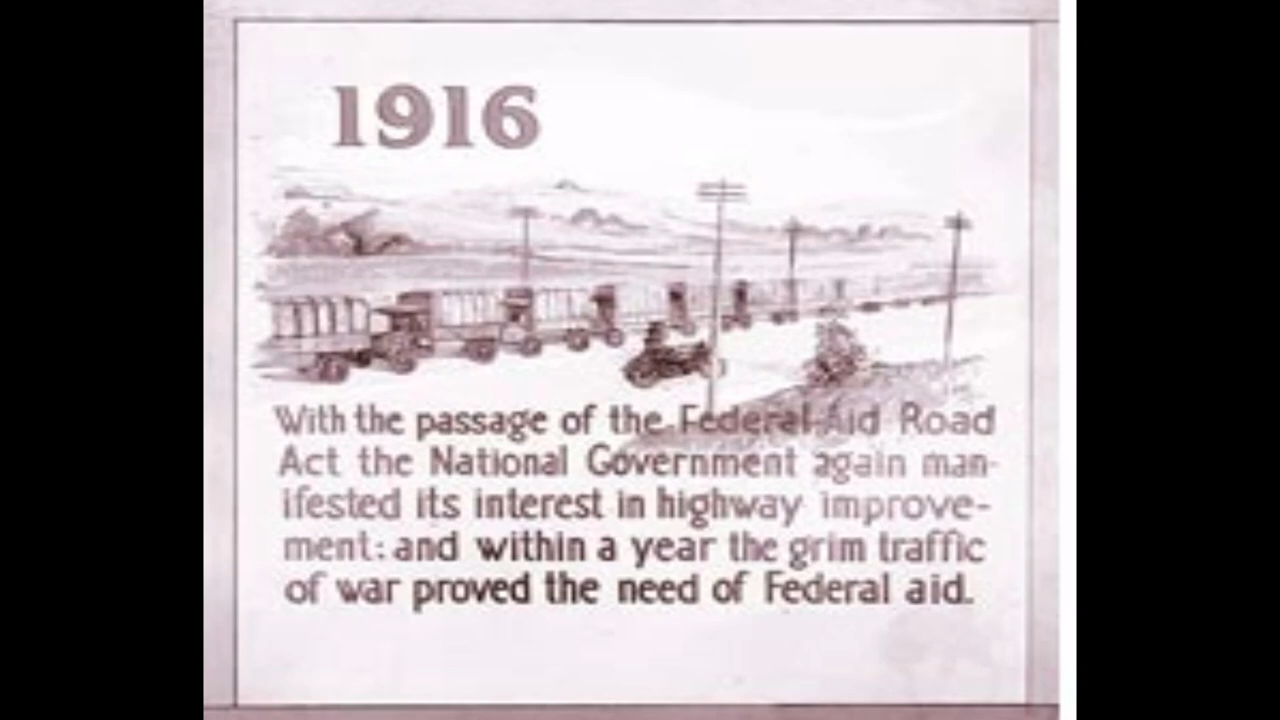 1916
With the passage of the Federal-Aid Road
Act the National Government again man-
ifested its interest in highway improve-
ment: and within a year the grim traffic
of war proved the need of Federal aid.